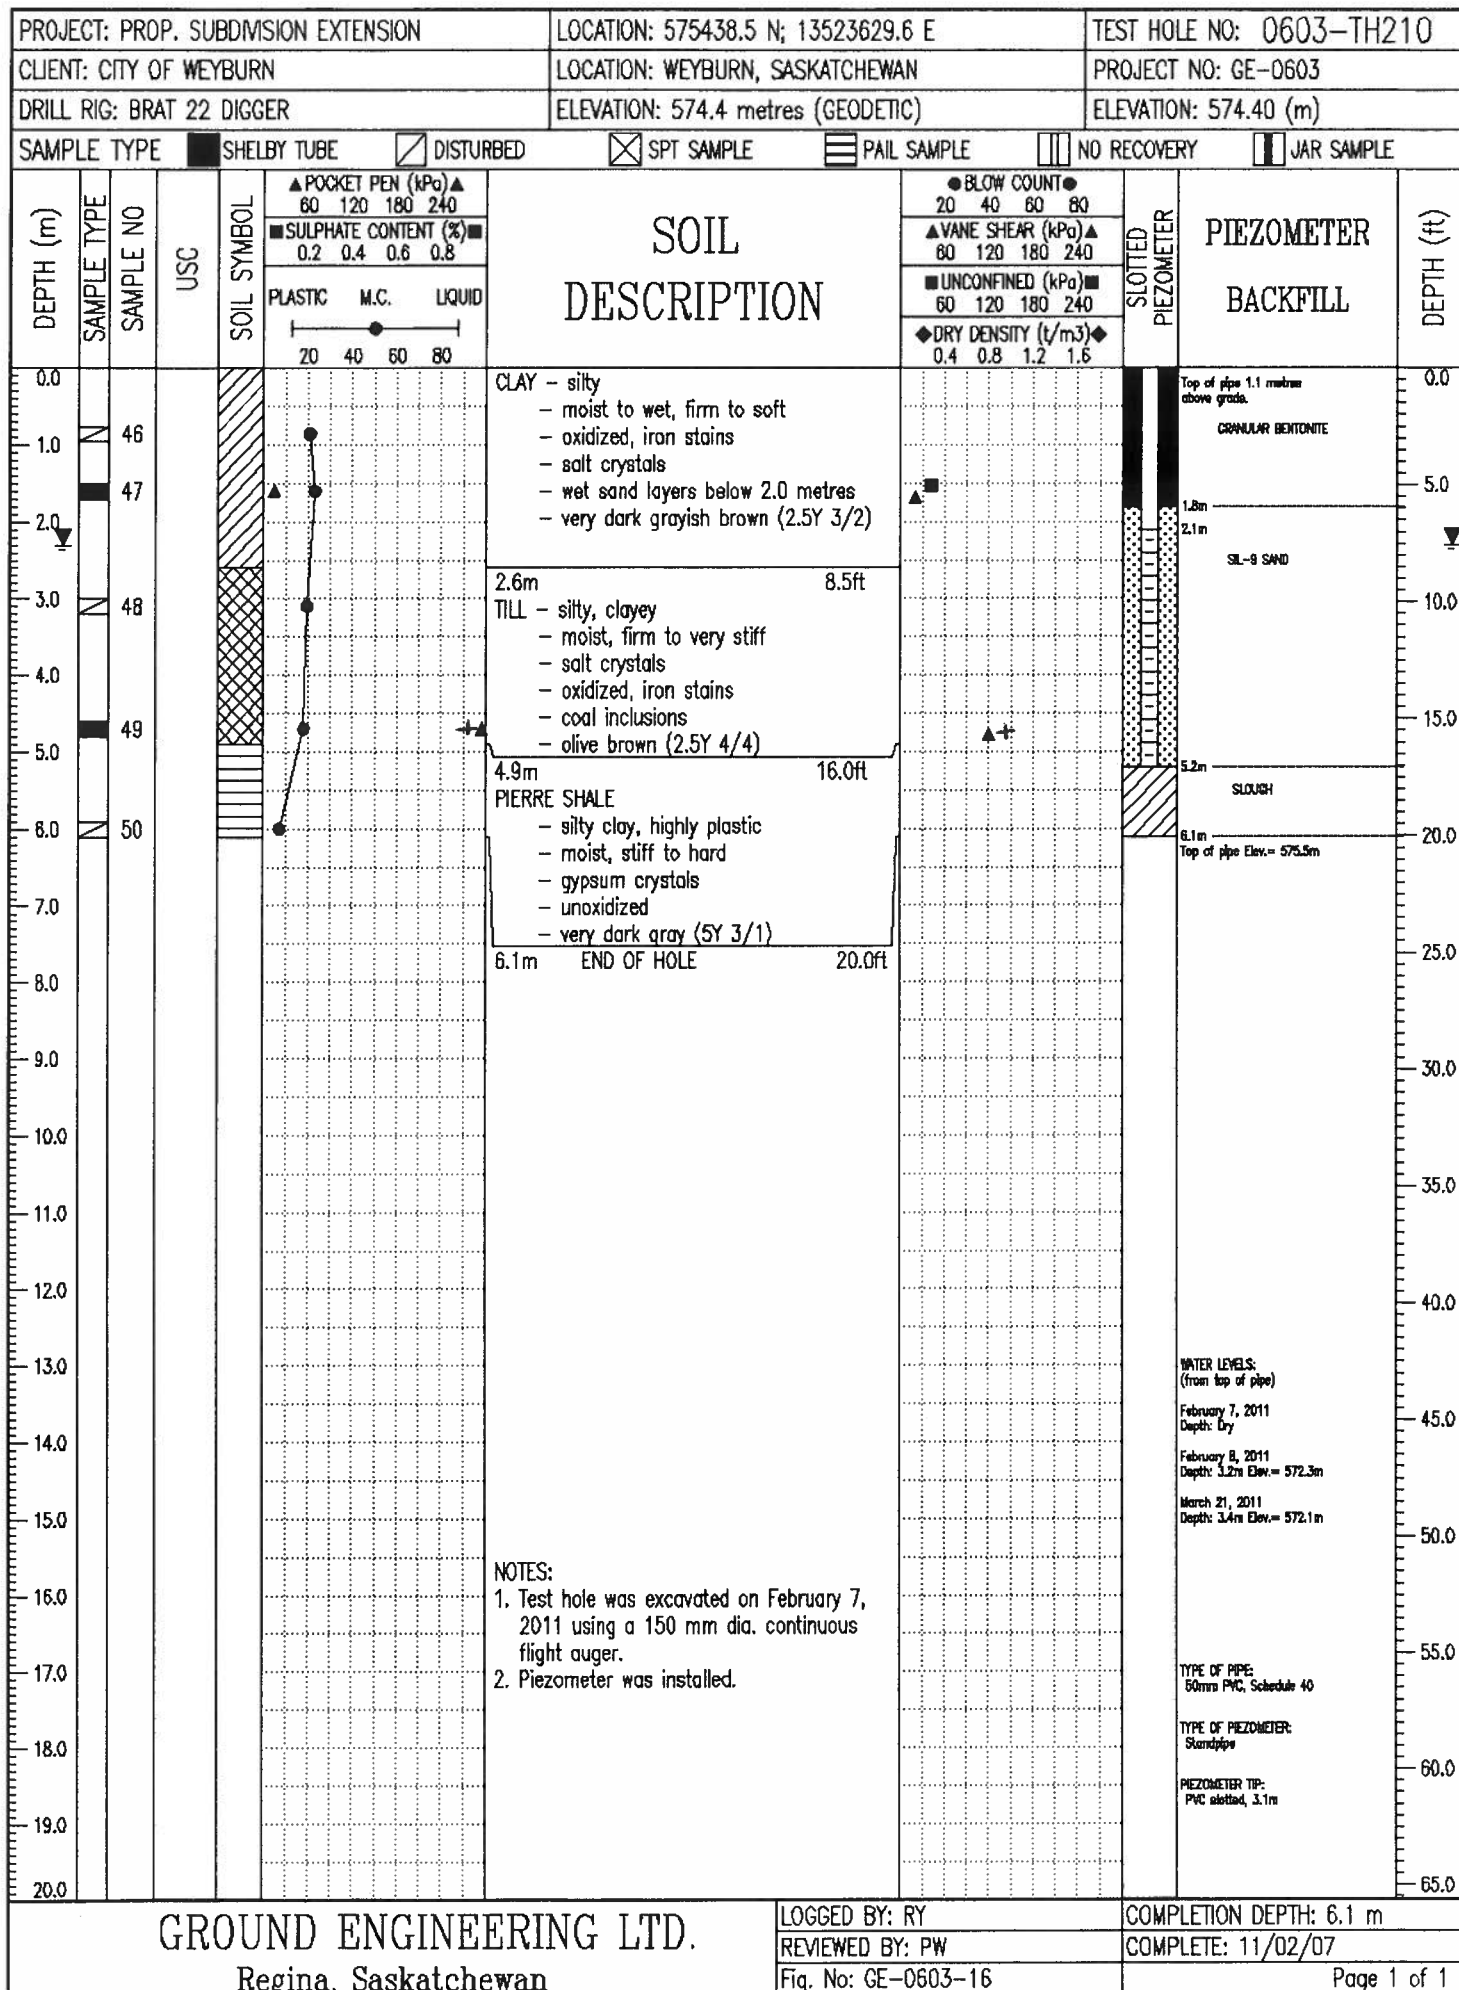 PROJECT: PROP. SUBDIVISION EXTENSION
LOCATION: 575438.5 N; 13523629.6 E
TEST HOLE NO: 0603-TH210
CLIENT: CITY OF WEYBURN
LOCATION: WEYBURN, SASKATCHEWAN
PROJECT NO: GE-0603
DRILL RIG: BRAT 22 DIGGER
ELEVATION: 574.4 metres (GEODETIC)
ELEVATION: 574.40 (m)
SAMPLE TYPE SHELBY TUBE DISTURBED SPT SAMPLE PAIL SAMPLE NO RECOVERY JAR SAMPLE
DEPTH (m)
SAMPLE TYPE
SAMPLE NO
USC
SOIL SYMBOL
▲POCKET PEN (kPa)▲
60 120 180 240
■SULPHATE CONTENT (%)■
0.2 0.4 0.6 0.8
PLASTIC M.C. LIQUID
20 40 60 80
SOIL
DESCRIPTION
●BLOW COUNT●
20 40 60 80
▲VANE SHEAR (kPa)▲
60 120 180 240
■UNCONFINED (kPa)■
60 120 180 240
◆DRY DENSITY (t/m3)◆
0.4 0.8 1.2 1.6
SLOTTED
PIEZOMETER
PIEZOMETER
BACKFILL
DEPTH (ft)
0.0
1.0
2.0
3.0
4.0
5.0
6.0
7.0
8.0
9.0
10.0
11.0
12.0
13.0
14.0
15.0
16.0
17.0
18.0
19.0
20.0
46
47
48
49
50
CLAY – silty
– moist to wet, firm to soft
– oxidized, iron stains
– salt crystals
– wet sand layers below 2.0 metres
– very dark grayish brown (2.5Y 3/2)
2.6m 8.5ft
TILL – silty, clayey
– moist, firm to very stiff
– salt crystals
– oxidized, iron stains
– coal inclusions
– olive brown (2.5Y 4/4)
4.9m 16.0ft
PIERRE SHALE
– silty clay, highly plastic
– moist, stiff to hard
– gypsum crystals
– unoxidized
– very dark gray (5Y 3/1)
6.1m END OF HOLE 20.0ft
NOTES:
1. Test hole was excavated on February 7,
2011 using a 150 mm dia. continuous
flight auger.
2. Piezometer was installed.
Top of pipe 1.1 metres
above grade.
GRANULAR BENTONITE
1.8m
2.1m
SIL-9 SAND
5.2m
SLOUGH
6.1m
Top of pipe Elev.= 575.5m
WATER LEVELS:
(from top of pipe)
February 7, 2011
Depth: Dry
February 8, 2011
Depth: 3.2m Elev.= 572.3m
March 21, 2011
Depth: 3.4m Elev.= 572.1m
TYPE OF PIPE:
50mm PVC, Schedule 40
TYPE OF PIEZOMETER:
Standpipe
PIEZOMETER TIP:
PVC slotted, 3.1m
0.0
5.0
10.0
15.0
20.0
25.0
30.0
35.0
40.0
45.0
50.0
55.0
60.0
65.0
GROUND ENGINEERING LTD.
Regina, Saskatchewan
LOGGED BY: RY
COMPLETION DEPTH: 6.1 m
REVIEWED BY: PW
COMPLETE: 11/02/07
Fig. No: GE-0603-16
Page 1 of 1